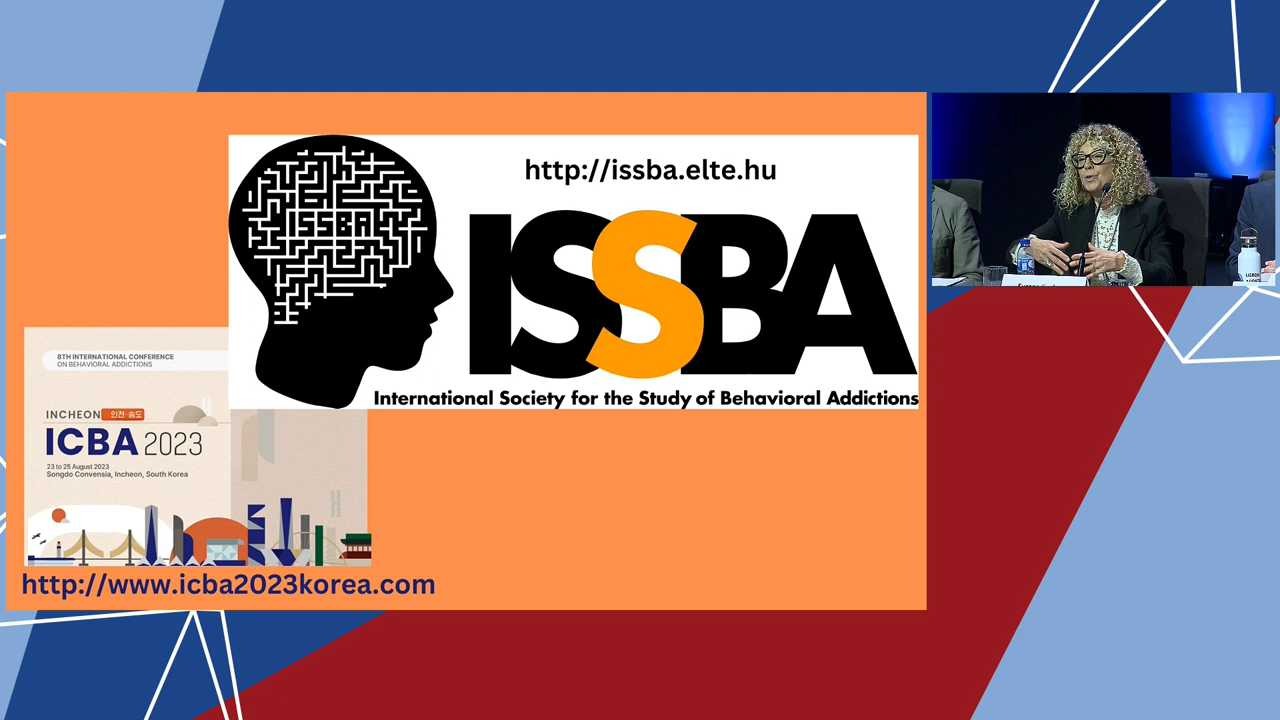 http://issba.elte.hu
ISSBA
ISSBA
International Society for the Study of Behavioral Addictions
8TH INTERNATIONAL CONFERENCE
ON BEHAVIORAL ADDICTIONS
INCHEON 인천·송도
ICBA 2023
23 to 25 August 2023
Songdo Convensia, Incheon, South Korea
http://www.icba2023korea.com
LISBON